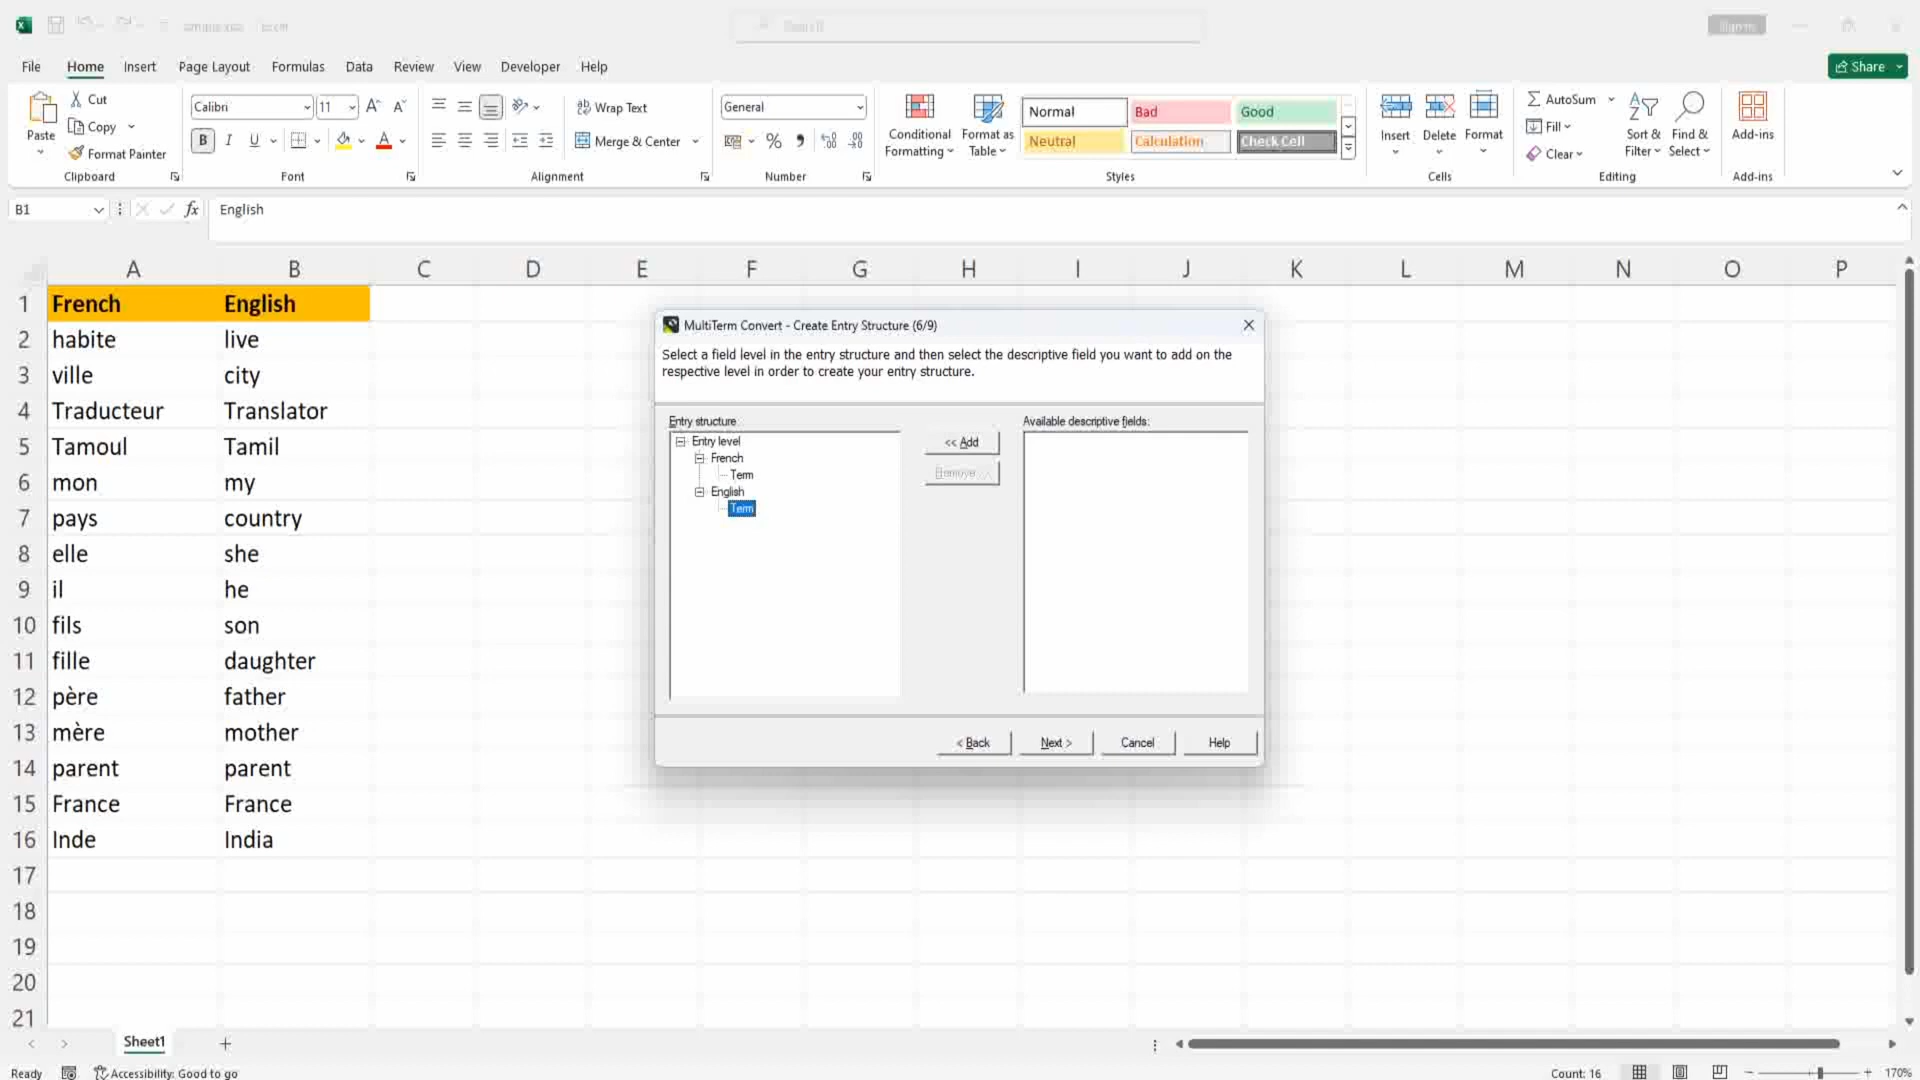 File Home Insert Page Layout Formulas Data Review View Developer Help Share
Paste
Cut
Copy
Format Painter
Clipboard
Calibri 11
B I U
Font
Wrap Text
Merge & Center
Alignment
General
%
Number
Conditional Formatting
Format as Table
Normal Bad Good
Neutral Calculation Check Cell
Styles
Insert Delete Format
Cells
AutoSum
Fill
Clear
Sort & Filter
Find & Select
Editing
Add-ins
Add-ins
B1 fx English
A B C D E F G H I J K L M N O P
1 French English
2 habite live
3 ville city
4 Traducteur Translator
5 Tamoul Tamil
6 mon my
7 pays country
8 elle she
9 il he
10 fils son
11 fille daughter
12 père father
13 mère mother
14 parent parent
15 France France
16 Inde India
17
18
19
20
21
MultiTerm Convert - Create Entry Structure (6/9)
Select a field level in the entry structure and then select the descriptive field you want to add on the
respective level in order to create your entry structure.
Entry structure
Entry level
French
Term
English
Term
<< Add
Remove
Available descriptive fields:
< Back Next > Cancel Help
Sheet1
Ready Accessibility: Good to go Count: 16 170%